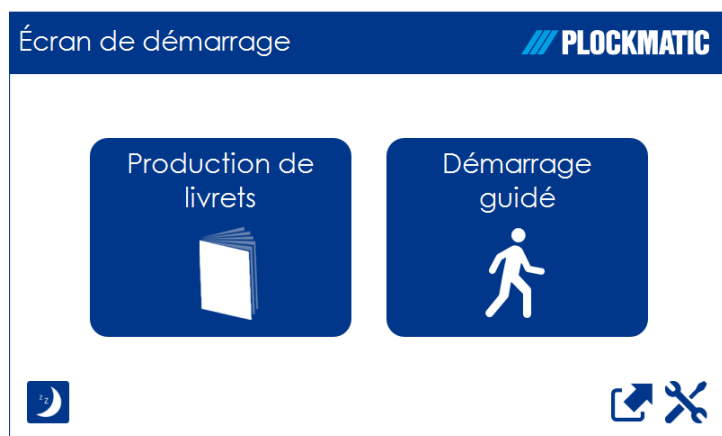 Écran de démarrage
PLOCKMATIC
Production de
livrets
Démarrage
guidé
z z